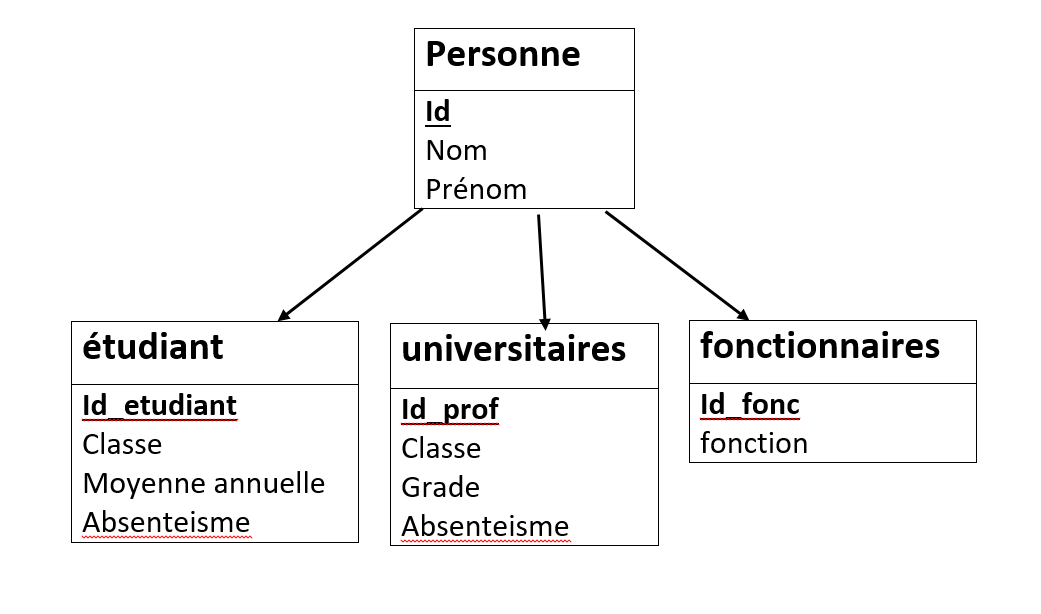 Personne
Id
Nom
Prénom
étudiant
Id_etudiant
Classe
Moyenne annuelle
Absenteisme
universitaires
Id_prof
Classe
Grade
Absenteisme
fonctionnaires
Id_fonc
fonction